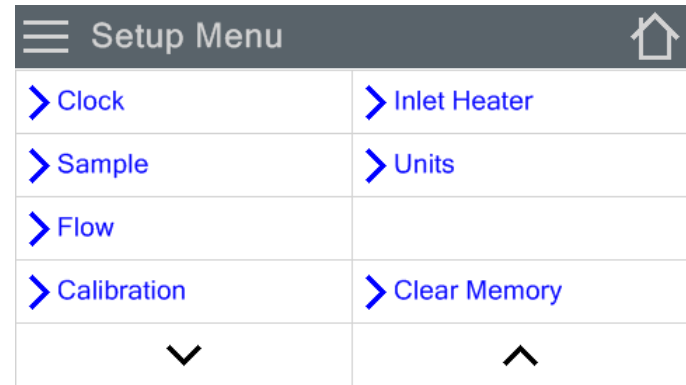 Setup Menu
Clock
Inlet Heater
Sample
Units
Flow
Calibration
Clear Memory